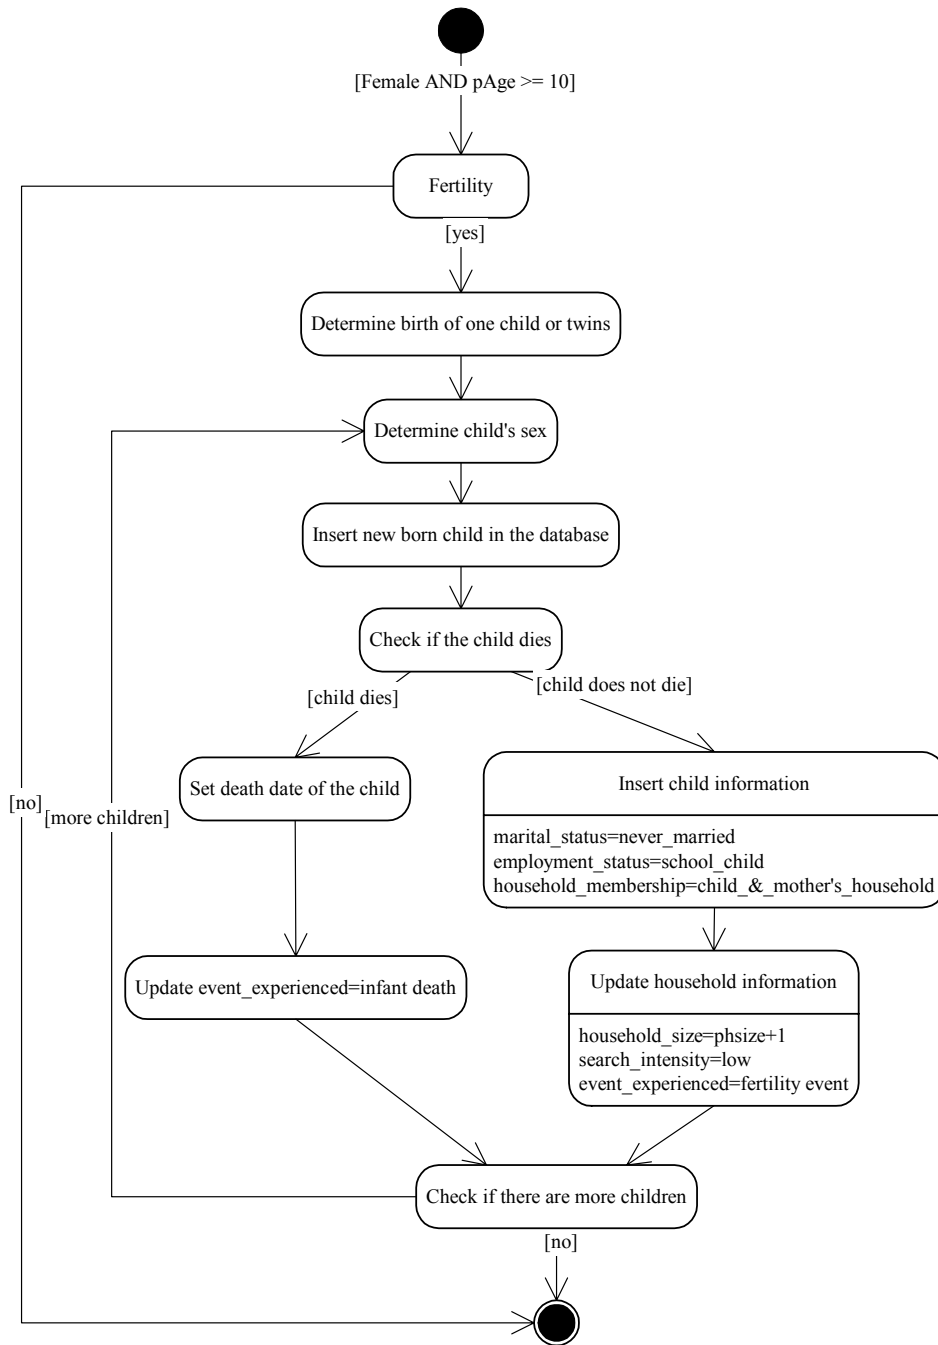 [Female AND pAge >= 10]
Fertility
[yes]
Determine birth of one child or twins
Determine child's sex
Insert new born child in the database
Check if the child dies
[child dies]
[child does not die]
Set death date of the child
Insert child information
marital_status=never_married
employment_status=school_child
household_membership=child_&_mother's_household
[no]
[more children]
Update event_experienced=infant death
Update household information
household_size=phsize+1
search_intensity=low
event_experienced=fertility event
Check if there are more children
[no]